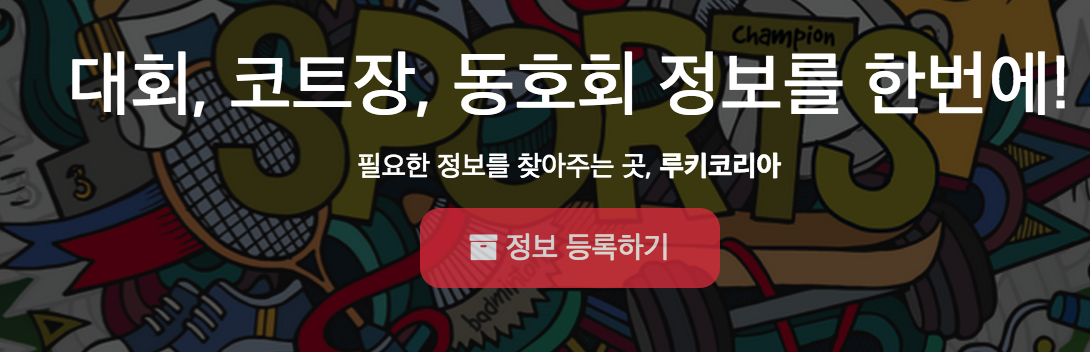 SPORTS
Champion
대회, 코트장, 동호회 정보를 한번에!
3
필요한 정보를 찾아주는 곳, 루키코리아
정보 등록하기
badminton